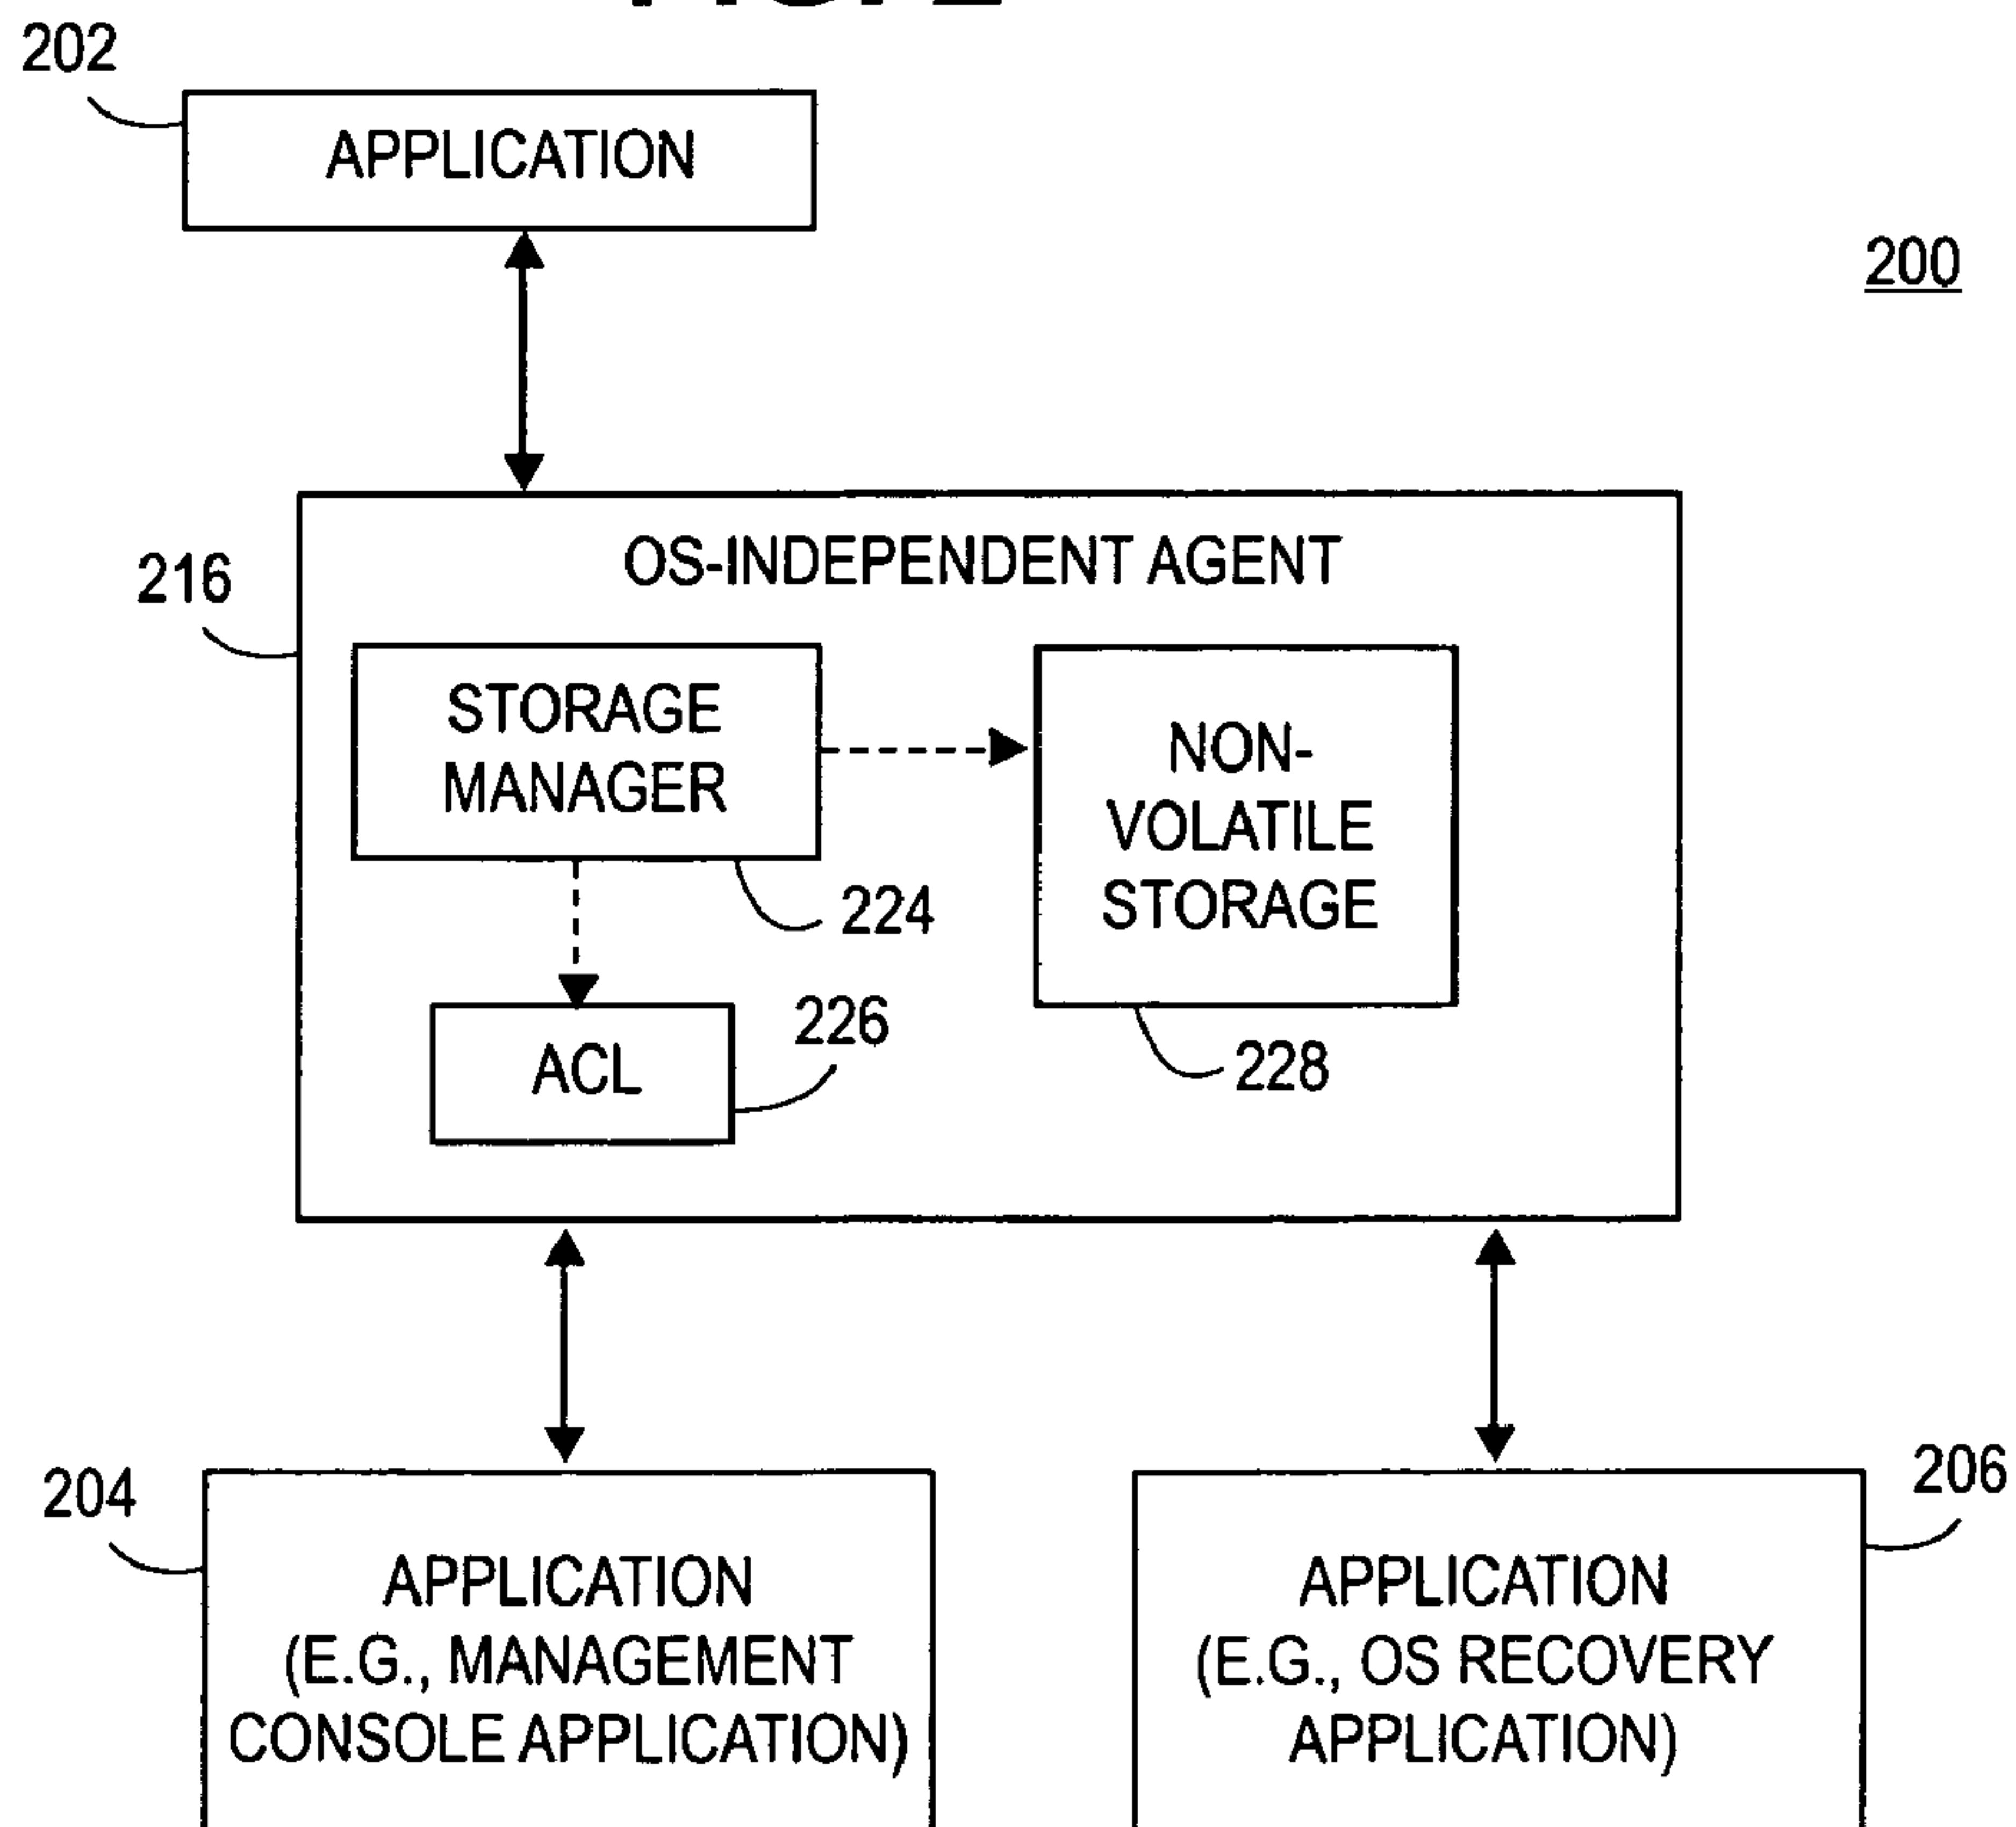 202
APPLICATION
200
216
OS-INDEPENDENT AGENT
STORAGE
MANAGER
NON-
VOLATILE
STORAGE
224
226
ACL
228
204
206
APPLICATION
(E.G., MANAGEMENT
CONSOLE APPLICATION)
APPLICATION
(E.G., OS RECOVERY
APPLICATION)